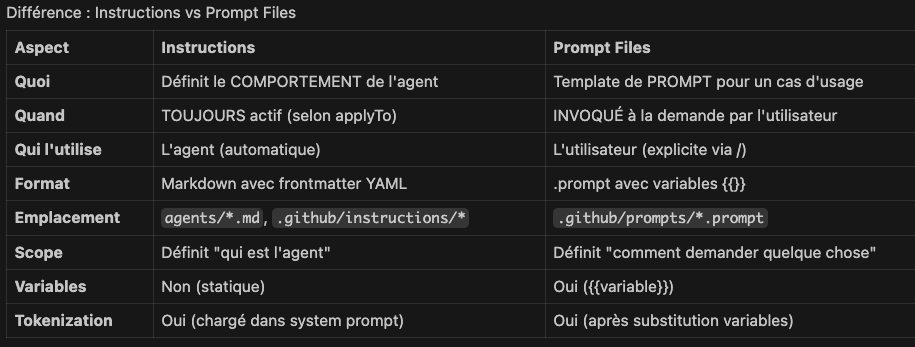 Différence : Instructions vs Prompt Files
Aspect Instructions Prompt Files
Quoi Définit le COMPORTEMENT de l'agent Template de PROMPT pour un cas d'usage
Quand TOUJOURS actif (selon applyTo) INVOQUÉ à la demande par l'utilisateur
Qui l'utilise L'agent (automatique) L'utilisateur (explicite via /)
Format Markdown avec frontmatter YAML .prompt avec variables {{}}
Emplacement agents/*.md, .github/instructions/* .github/prompts/*.prompt
Scope Définit "qui est l'agent" Définit "comment demander quelque chose"
Variables Non (statique) Oui ({{variable}})
Tokenization Oui (chargé dans system prompt) Oui (après substitution variables)